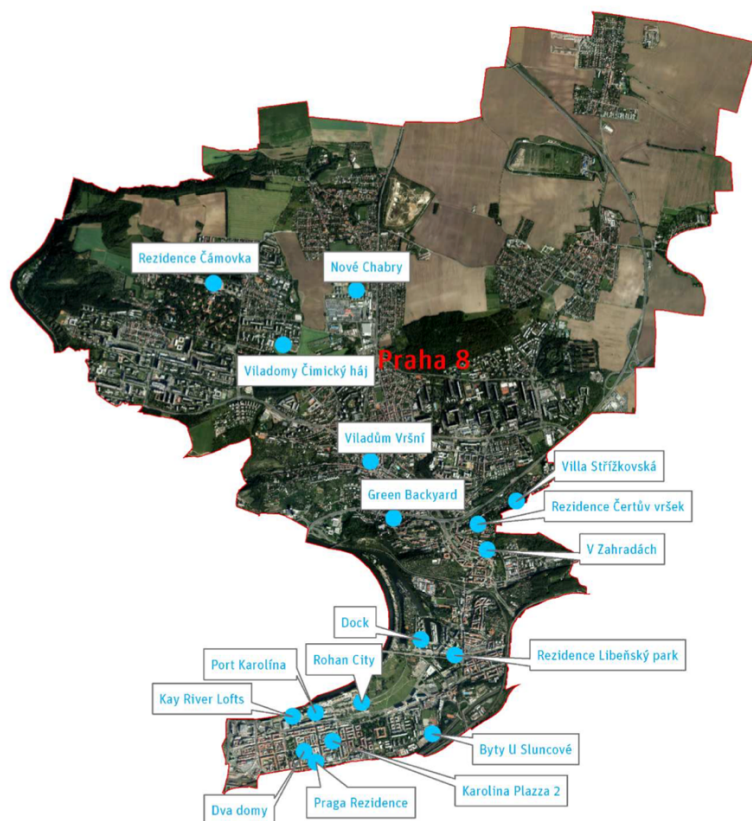 Rezidence Čámovka
Nové Chabry
Viladomy Čimický háj
Praha 8
Viladům Vršní
Villa Střížkovská
Green Backyard
Rezidence Čertův vršek
V Zahradách
Dock
Rezidence Libeňský park
Port Karolína
Rohan City
Kay River Lofts
Byty U Sluncové
Karolina Plazza 2
Praga Rezidence
Dva domy